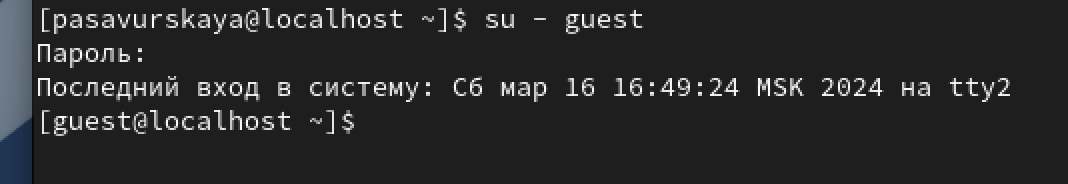 [pasavurskaya@localhost ~]$ su - guest
Пароль:
Последний вход в систему: Сб мар 16 16:49:24 MSK 2024 на tty2
[guest@localhost ~]$